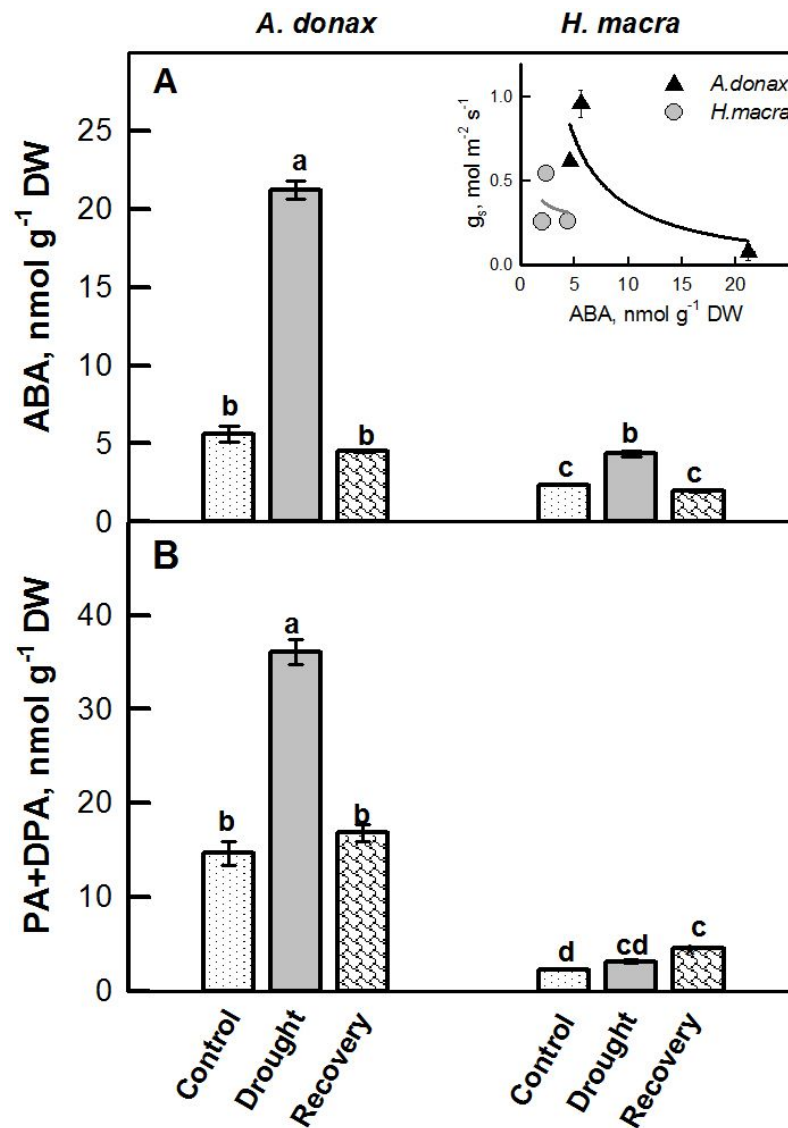 A. donax H. macra
A
ABA, nmol g⁻¹ DW
25
20
15
10
5
0
a
b
b
b
c
c
1.0
0.5
0.0
gₛ, mol m⁻² s⁻¹
A.donax
H.macra
0 5 10 15 20
ABA, nmol g⁻¹ DW
B
PA+DPA, nmol g⁻¹ DW
40
30
20
10
0
a
b
b
d
cd
c
Control
Drought
Recovery
Control
Drought
Recovery